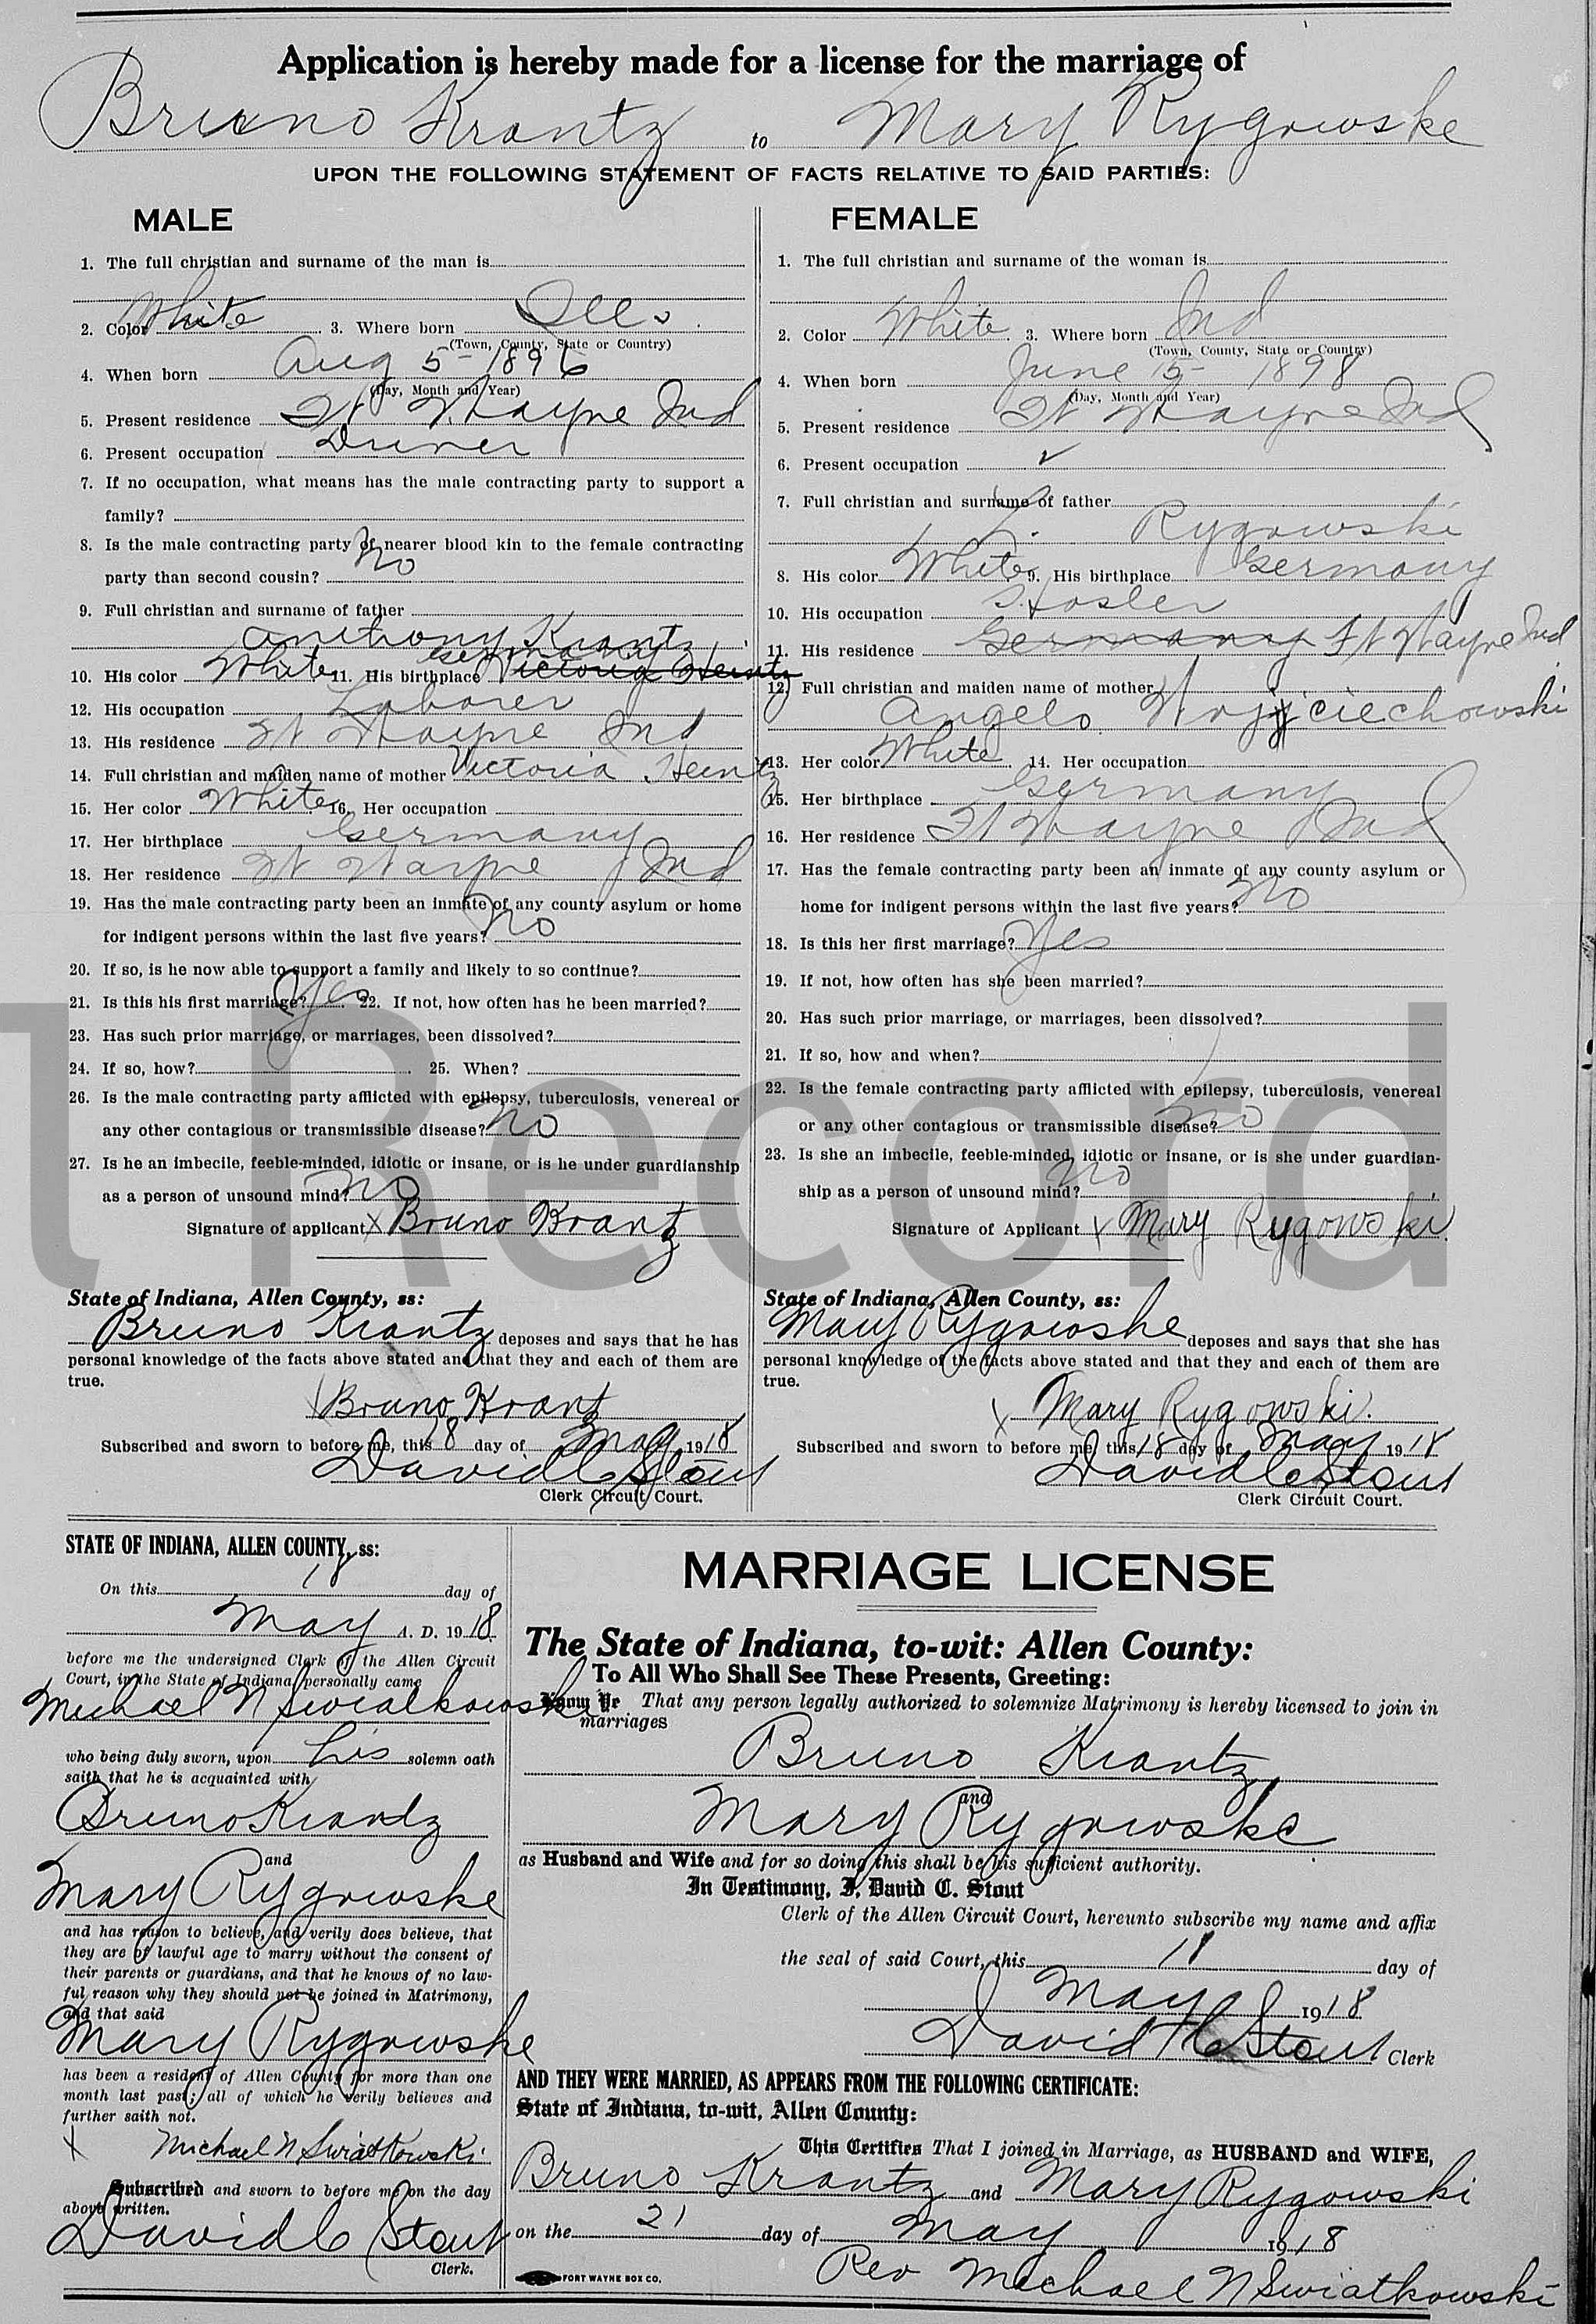 Application is hereby made for a license for the marriage of
Bruno Krantz to Mary Rygowske
UPON THE FOLLOWING STATEMENT OF FACTS RELATIVE TO SAID PARTIES:
MALE
1. The full christian and surname of the man is
2. Color White 3. Where born Ills
(Town, County, State or Country)
4. When born Aug 5 - 1896
(Day, Month and Year)
5. Present residence Ft Wayne Ind
6. Present occupation Driver
7. If no occupation, what means has the male contracting party to support a
family?
8. Is the male contracting party of nearer blood kin to the female contracting
party than second cousin? No
9. Full christian and surname of father
Anthony Krantz
10. His color White 11. His birthplace Germany Victoria Heintz
12. His occupation Laborer
13. His residence Ft Wayne Ind
14. Full christian and maiden name of mother Victoria Heintz
15. Her color White 16. Her occupation
17. Her birthplace Germany
18. Her residence Ft Wayne Ind
19. Has the male contracting party been an inmate of any county asylum or home
for indigent persons within the last five years? No
20. If so, is he now able to support a family and likely to so continue?
21. Is this his first marriage? Yes 22. If not, how often has he been married?
23. Has such prior marriage, or marriages, been dissolved?
24. If so, how? 25. When?
26. Is the male contracting party afflicted with epilepsy, tuberculosis, venereal or
any other contagious or transmissible disease? No
27. Is he an imbecile, feeble-minded, idiotic or insane, or is he under guardianship
as a person of unsound mind? No
Signature of applicant x Bruno Krantz
State of Indiana, Allen County, ss:
Bruno Krantz deposes and says that he has
personal knowledge of the facts above stated and that they and each of them are
true.
x Bruno Krantz
Subscribed and sworn to before me, this 18 day of May 1918
David C Stout
Clerk Circuit Court.
FEMALE
1. The full christian and surname of the woman is
2. Color White 3. Where born Ind
(Town, County, State or Country)
4. When born June 15 - 1898
(Day, Month and Year)
5. Present residence Ft Wayne Ind
6. Present occupation ✓
7. Full christian and surname of father
Rygowski
8. His color White 9. His birthplace Germany
10. His occupation Hosler
11. His residence Germany Ft Wayne Ind
12. Full christian and maiden name of mother
Angelo Wojciechowski
13. Her color White 14. Her occupation
15. Her birthplace Germany
16. Her residence Ft Wayne Ind
17. Has the female contracting party been an inmate of any county asylum or
home for indigent persons within the last five years? No
18. Is this her first marriage? Yes
19. If not, how often has she been married?
20. Has such prior marriage, or marriages, been dissolved?
21. If so, how and when?
22. Is the female contracting party afflicted with epilepsy, tuberculosis, venereal
or any other contagious or transmissible disease? No
23. Is she an imbecile, feeble-minded, idiotic or insane, or is she under guardian-
ship as a person of unsound mind? No
Signature of Applicant x Mary Rygowski.
State of Indiana, Allen County, ss:
Mary Rygowske deposes and says that she has
personal knowledge of the facts above stated and that they and each of them are
true.
x Mary Rygowski.
Subscribed and sworn to before me, this 18 day of May 1918
David C Stout
Clerk Circuit Court.
l Record
STATE OF INDIANA, ALLEN COUNTY, ss:
On this 18 day of
May A. D. 1918
before me the undersigned Clerk of the Allen Circuit
Court, in the State of Indiana, personally came
Michael N Swialkowski
who being duly sworn, upon his solemn oath
saith that he is acquainted with
Bruno Krantz
and
Mary Rygowske
and has reason to believe, and verily does believe, that
they are of lawful age to marry without the consent of
their parents or guardians, and that he knows of no law-
ful reason why they should not be joined in Matrimony,
and that said
Mary Rygowske
has been a resident of Allen County for more than one
month last past; all of which he verily believes and
further saith not.
x Michael N Swiatkowski
Subscribed and sworn to before me on the day
above written.
David C Stout
Clerk.
MARRIAGE LICENSE
The State of Indiana, to-wit: Allen County:
To All Who Shall See These Presents, Greeting:
Know Ye That any person legally authorized to solemnize Matrimony is hereby licensed to join in
marriages
Bruno Krantz
and
Mary Rygowske
as Husband and Wife and for so doing this shall be his sufficient authority.
In Testimony, I, David C. Stout
Clerk of the Allen Circuit Court, hereunto subscribe my name and affix
the seal of said Court, this 18 day of
May 1918
David C Stout Clerk
AND THEY WERE MARRIED, AS APPEARS FROM THE FOLLOWING CERTIFICATE:
State of Indiana, to-wit, Allen County:
This Certifies That I joined in Marriage, as HUSBAND and WIFE,
Bruno Krantz and Mary Rygowski
on the 21 day of May 1918
Rev Michael N Swiatkowski
FORT WAYNE BOX CO.